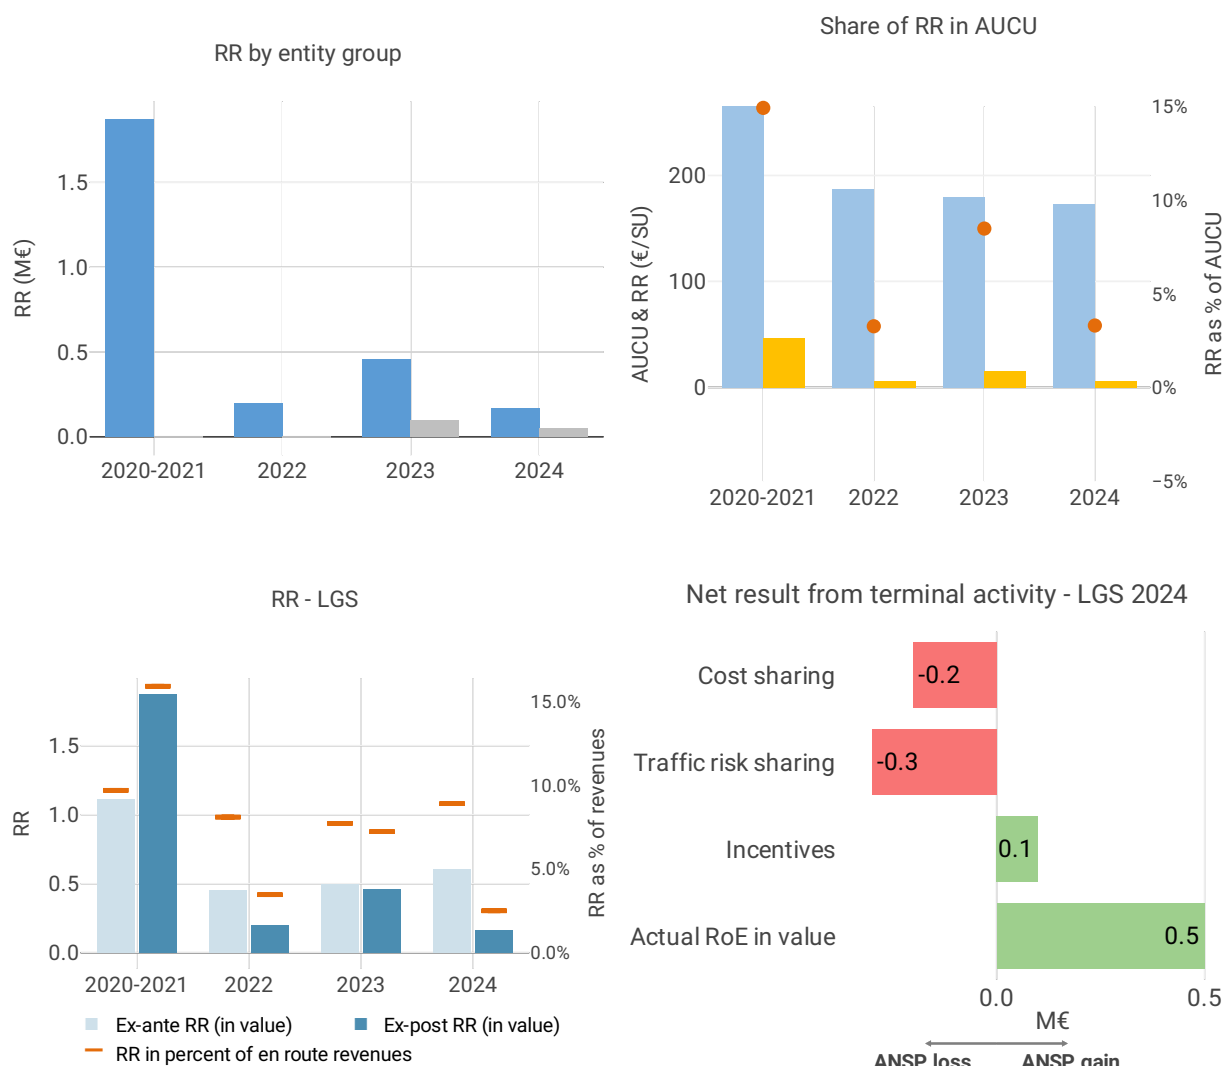 RR by entity group
RR (M€)
1.5
1.0
0.5
0.0
2020-2021
2022
2023
2024
Share of RR in AUCU
AUCU & RR (€/SU)
200
100
0
15%
10%
5%
0%
−5%
RR as % of AUCU
2020-2021
2022
2023
2024
RR - LGS
RR
1.5
1.0
0.5
0.0
15.0%
10.0%
5.0%
0.0%
RR as % of revenues
2020-2021
2022
2023
2024
Ex-ante RR (in value)
Ex-post RR (in value)
RR in percent of en route revenues
Net result from terminal activity - LGS 2024
Cost sharing
-0.2
Traffic risk sharing
-0.3
Incentives
0.1
Actual RoE in value
0.5
0.0
0.5
M€
ANSP loss
ANSP gain